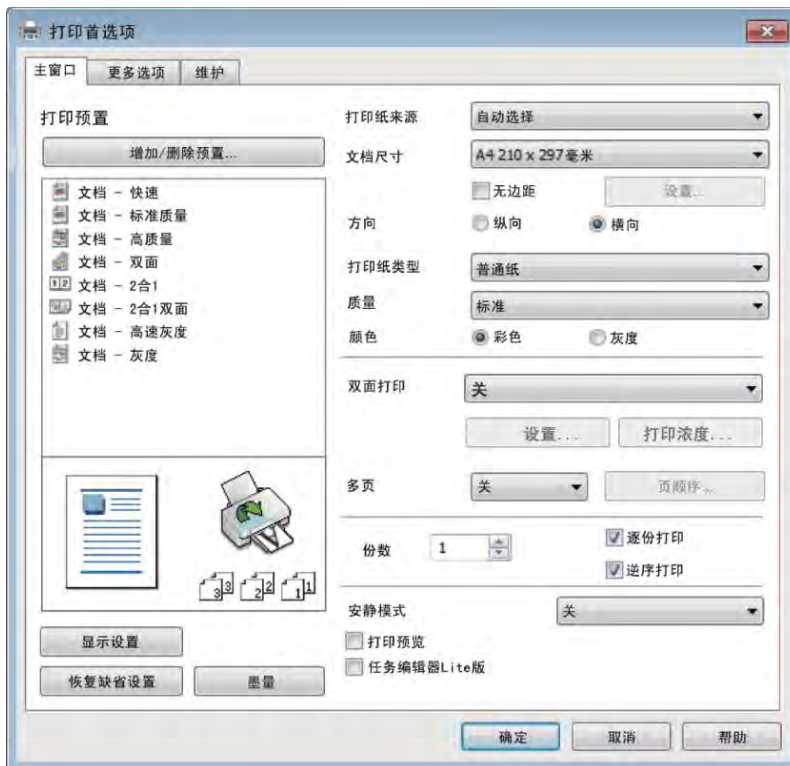 打印首选项
主窗口 更多选项 维护
打印预置
增加/删除预置...
文档 - 快速
文档 - 标准质量
文档 - 高质量
文档 - 双面
1 2 文档 - 2合1
文档 - 2合1双面
文档 - 高速灰度
文档 - 灰度
3 3 2 2 1 1
显示设置
恢复缺省设置 墨量
打印纸来源 自动选择
文档尺寸 A4 210 x 297毫米
无边距 设置...
方向 纵向 横向
打印纸类型 普通纸
质量 标准
颜色 彩色 灰度
双面打印 关
设置... 打印浓度...
多页 关 页顺序...
份数 1 逐份打印
逆序打印
安静模式 关
打印预览
任务编辑器Lite版
确定 取消 帮助